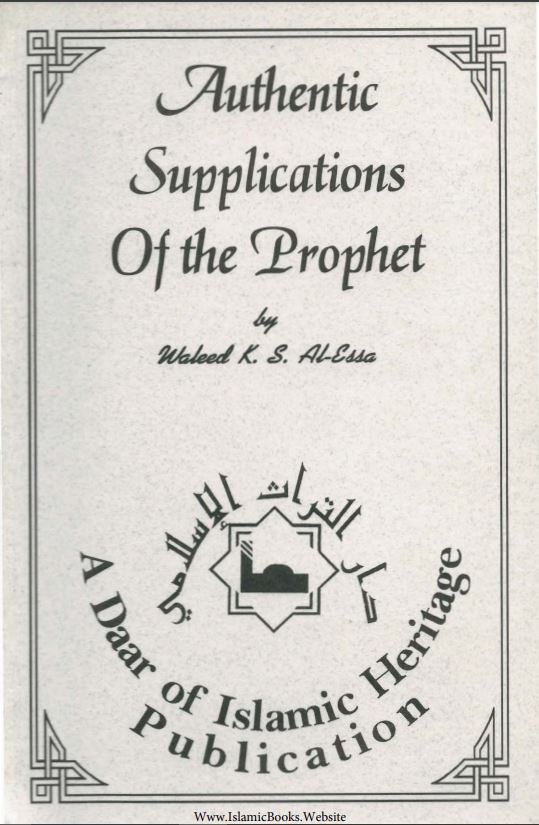 Authentic
Supplications
Of the Prophet
by
Waleed K. S. Al-Essa
دار التراث الإسلامي
A Daar of Islamic Heritage
Publication
Www.IslamicBooks.Website